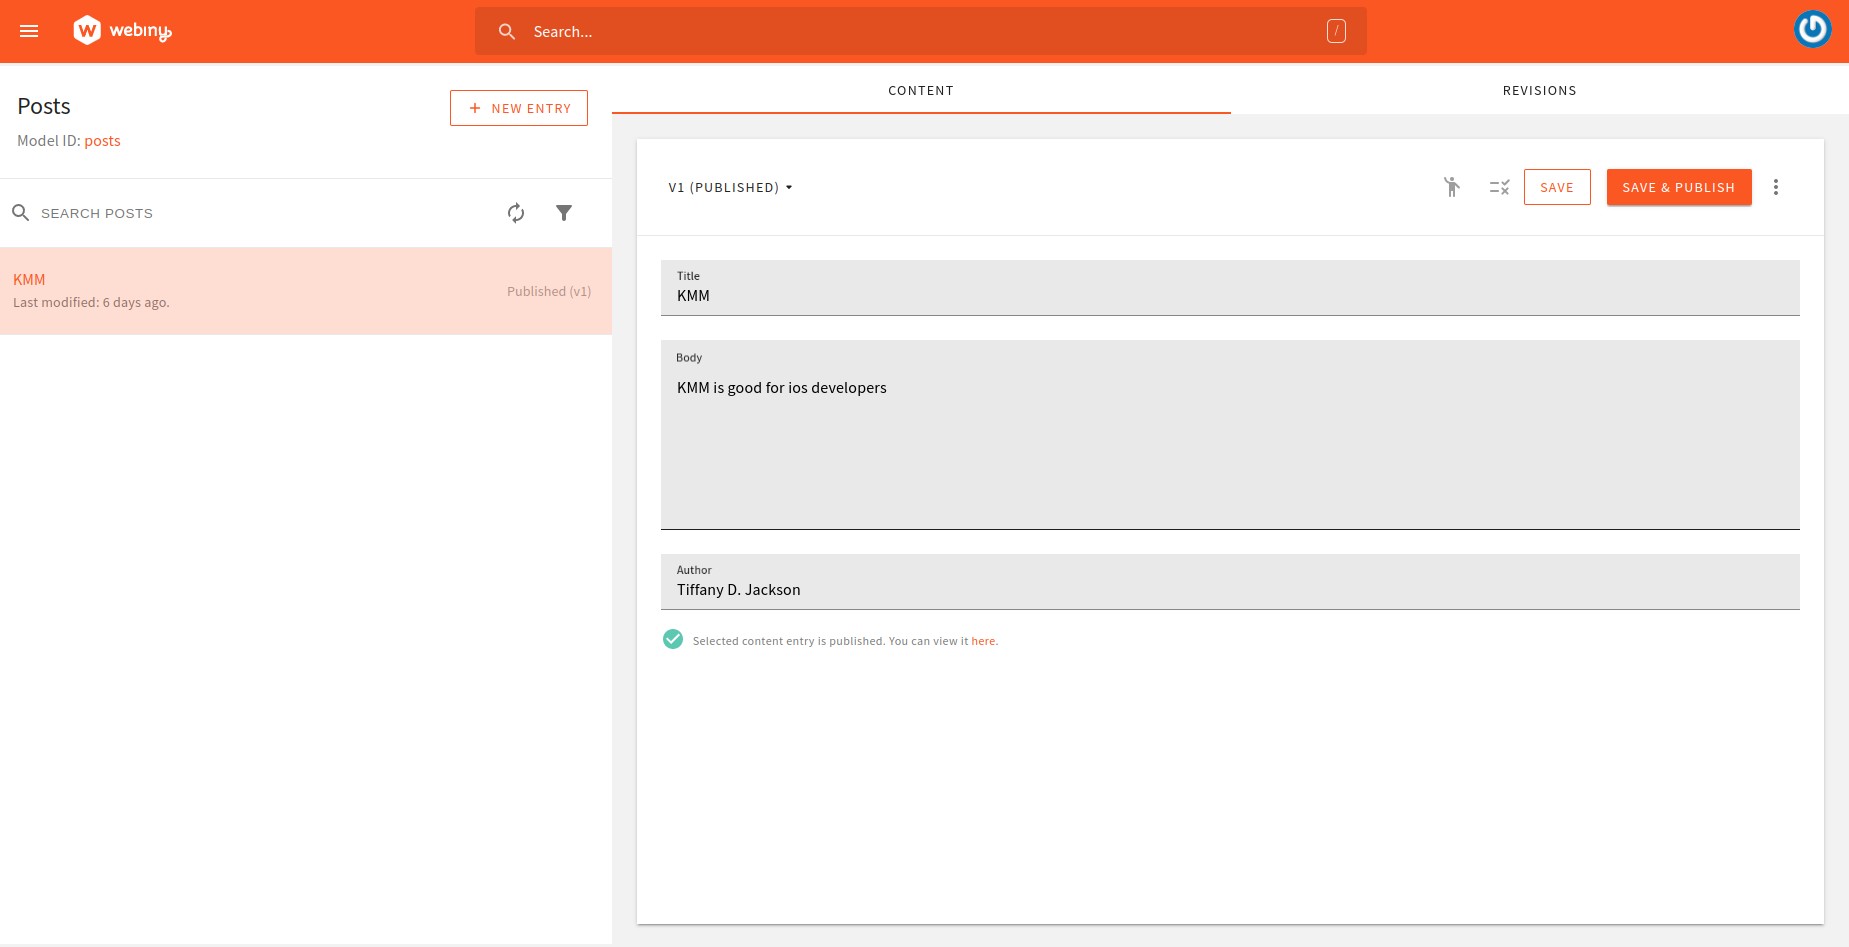 webiny
Search...
/
Posts
Model ID: posts
+ NEW ENTRY
SEARCH POSTS
KMM
Last modified: 6 days ago.
Published (v1)
CONTENT
REVISIONS
V1 (PUBLISHED)
SAVE
SAVE & PUBLISH
Title
KMM
Body
KMM is good for ios developers
Author
Tiffany D. Jackson
Selected content entry is published. You can view it here.